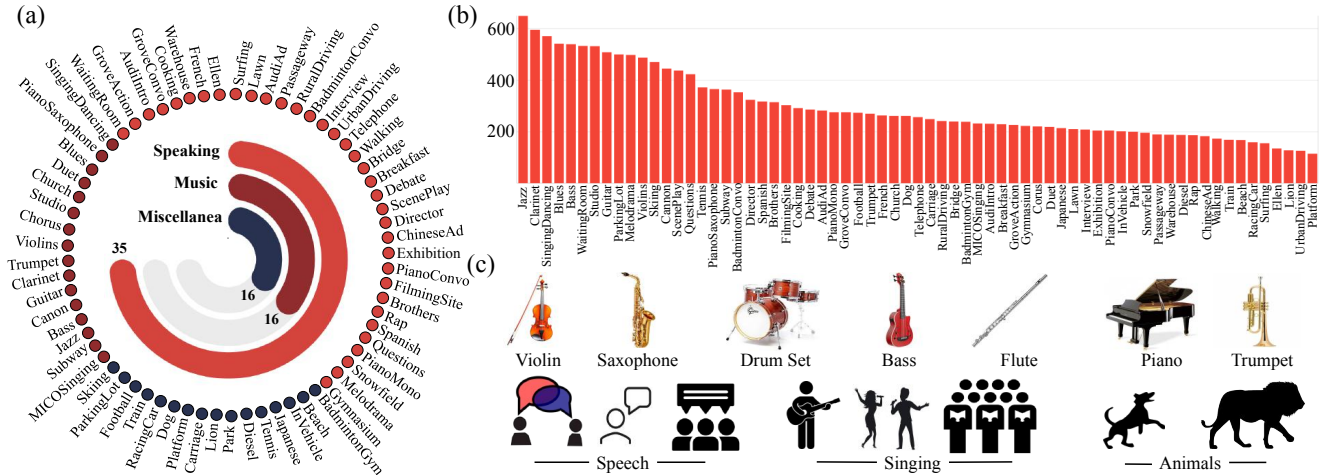 (a)
PianoSaxophone
SingingDancing
WaitingRoom
GroveAction
AudiIntro
GroveConvo
Cooking
Warehouse
French
Ellen
Surfing
Lawn
AudiAd
Passageway
RuralDriving
BadmintonConvo
Interview
UrbanDriving
Telephone
Walking
Bridge
Breakfast
Debate
ScenePlay
Director
ChineseAd
Exhibition
PianoConvo
FilmingSite
Brothers
Rap
Spanish
Questions
PianoMono
Snowfield
Melodrama
Gymnasium
BadmintonGym
Beach
InVehicle
Japanese
Tennis
Diesel
Park
Lion
Carriage
Platform
Dog
RacingCar
Train
Football
ParkingLot
Skiing
MICOSinging
Subway
Jazz
Bass
Canon
Guitar
Clarinet
Trumpet
Violins
Chorus
Studio
Church
Duet
Blues
Speaking
Music
Miscellanea
35
16
16
(b)
600
400
200
Jazz
Clarinet
SingingDancing
Blues
Bass
WaitingRoom
Studio
Guitar
ParkingLot
Melodrama
Violins
Skiing
Cannon
ScenePlay
Questions
Tennis
PianoSaxophone
Subway
BadmintonConvo
Director
Spanish
Brothers
FilmingSite
Cooking
Debate
AudiAd
PianoMono
GroveConvo
Football
Trumpet
French
Church
Dog
Telephone
Carriage
RuralDriving
Bridge
BadmintonGym
MICOSinging
AudiIntro
Breakfast
GroveAction
Gymnasium
Corus
Duet
Japanese
Lawn
Interview
Exhibition
PianoConvo
InVehicle
Park
Snowfield
Passageway
Warehouse
Diesel
Rap
ChineseAd
Walking
Train
Beach
RacingCar
Surfing
Ellen
Lion
UrbanDriving
Platform
(c)
Violin
Saxophone
Drum Set
Bass
Flute
Piano
Trumpet
Speech
Singing
Animals